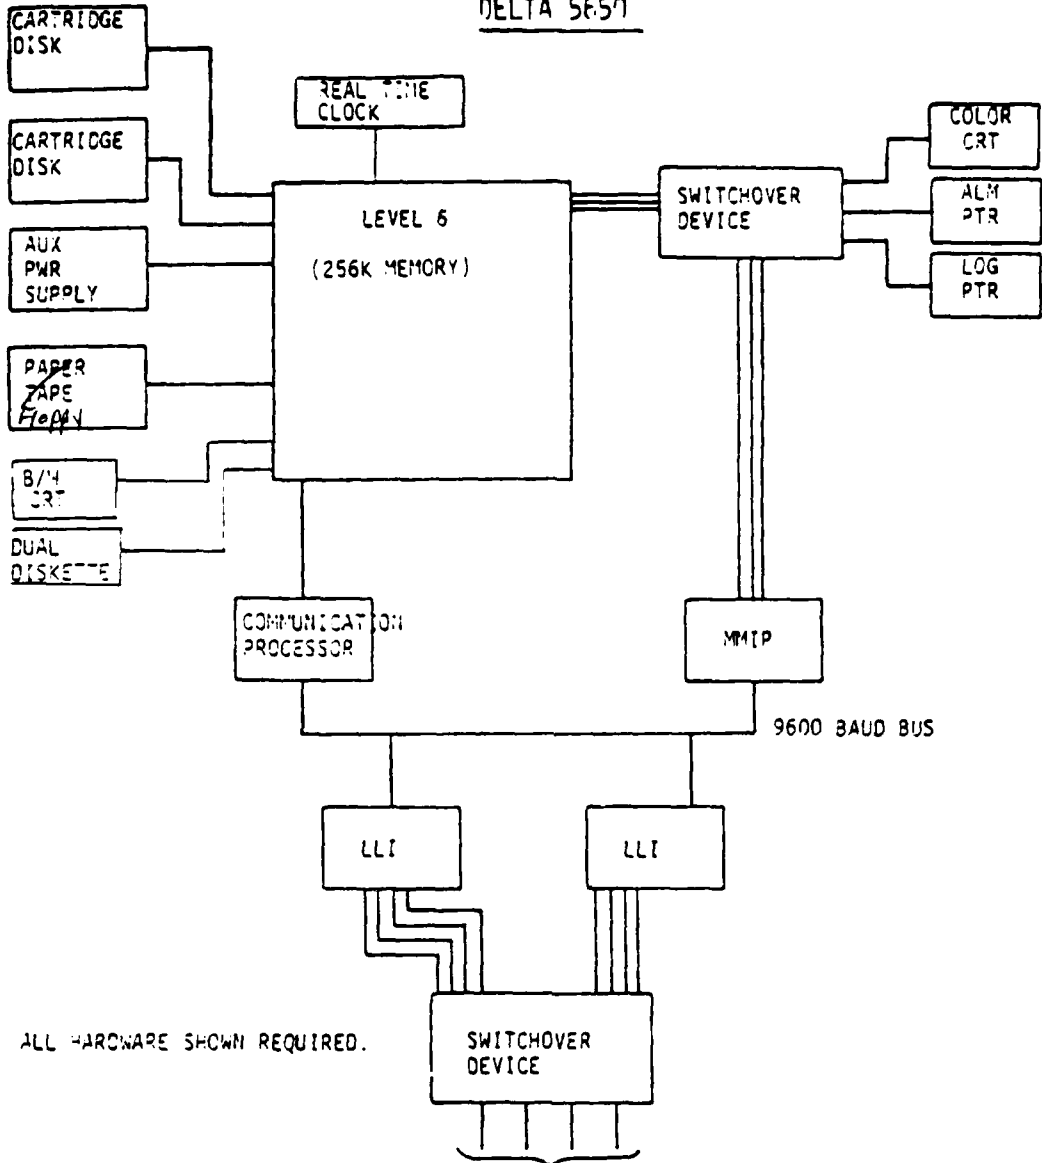 DELTA
CARTRIDGE
DISK
REAL TIME
CLOCK
COLOR
CRT
CARTRIDGE
DISK
LEVEL 6
(256K MEMORY)
SWITCHOVER
DEVICE
ALM
PTR
AUX
PWR
SUPPLY
LOG
PTR
PAPER
TAPE
Floppy
B/W
CRT
DUAL
DISKETTE
COMMUNICATION
PROCESSOR
MMIP
9600 BAUD BUS
LLI
LLI
ALL HARDWARE SHOWN REQUIRED.
SWITCHOVER
DEVICE